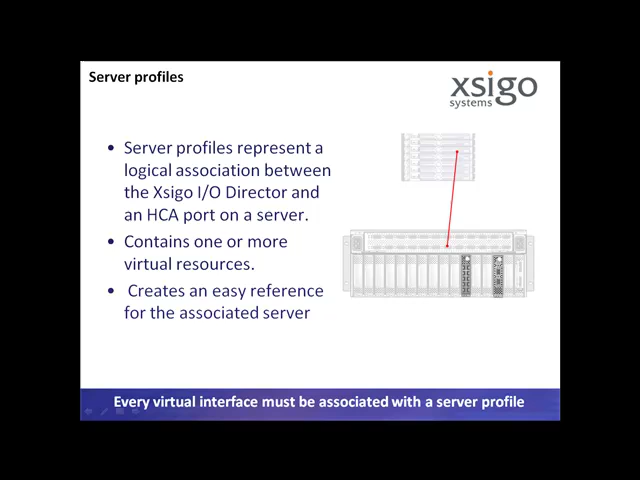 Server profiles
xsigo
systems
• Server profiles represent a
logical association between
the Xsigo I/O Director and
an HCA port on a server.
• Contains one or more
virtual resources.
• Creates an easy reference
for the associated server
Every virtual interface must be associated with a server profile